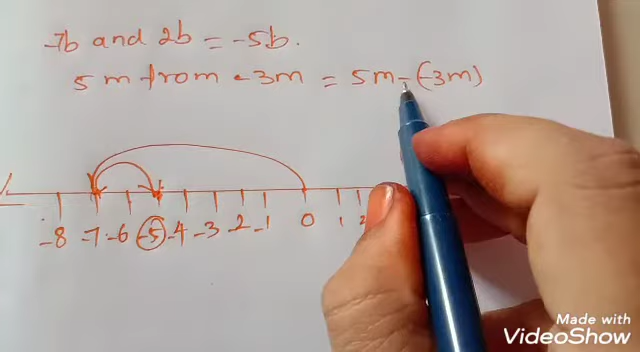 -7b and 2b = -5b.
5m from -3m = 5m-(-3m)
-8 -7 -6 -5 -4 -3 -2 -1 0 1 2
Made with
VideoShow